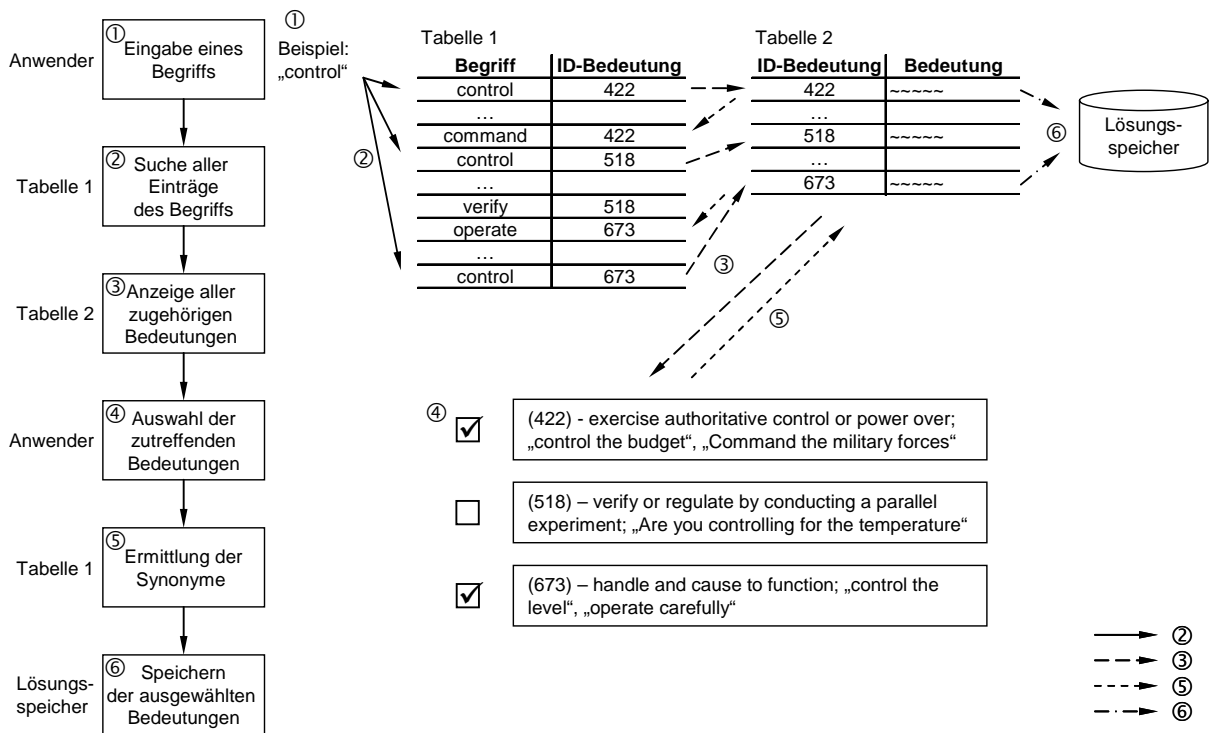 Anwender
①
Eingabe eines
Begriffs
Tabelle 1
②
Suche aller
Einträge
des Begriffs
Tabelle 2
③
Anzeige aller
zugehörigen
Bedeutungen
Anwender
④
Auswahl der
zutreffenden
Bedeutungen
Tabelle 1
⑤
Ermittlung der
Synonyme
Lösungs-
speicher
⑥
Speichern
der ausgewählten
Bedeutungen
①
Beispiel:
„control“
②
Tabelle 1
Begriff ID-Bedeutung
control 422
…
command 422
control 518
…
verify 518
operate 673
…
control 673
Tabelle 2
ID-Bedeutung Bedeutung
422 ~~~~~
…
518 ~~~~~
…
673 ~~~~~
⑥
Lösungs-
speicher
③
⑤
④
(422) - exercise authoritative control or power over;
„control the budget“, „Command the military forces“
(518) – verify or regulate by conducting a parallel
experiment; „Are you controlling for the temperature“
(673) – handle and cause to function; „control the
level“, „operate carefully“
②
③
⑤
⑥